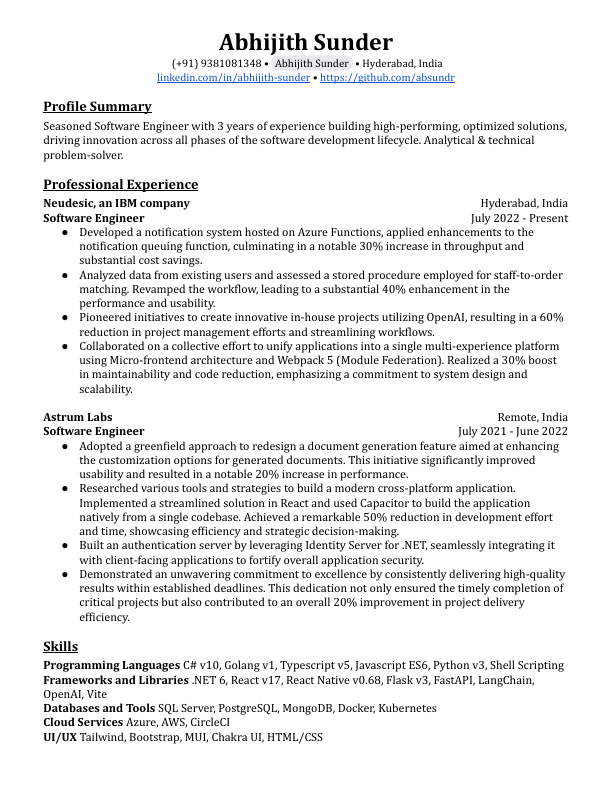 Abhijith Sunder
(+91) 9381081348 • Abhijith Sunder • Hyderabad, India
linkedin.com/in/abhijith-sunder • https://github.com/absundr
Profile Summary
Seasoned Software Engineer with 3 years of experience building high-performing, optimized solutions,
driving innovation across all phases of the software development lifecycle. Analytical & technical
problem-solver.
Professional Experience
Neudesic, an IBM company Hyderabad, India
Software Engineer July 2022 - Present
● Developed a notification system hosted on Azure Functions, applied enhancements to the
notification queuing function, culminating in a notable 30% increase in throughput and
substantial cost savings.
● Analyzed data from existing users and assessed a stored procedure employed for staff-to-order
matching. Revamped the workflow, leading to a substantial 40% enhancement in the
performance and usability.
● Pioneered initiatives to create innovative in-house projects utilizing OpenAI, resulting in a 60%
reduction in project management efforts and streamlining workflows.
● Collaborated on a collective effort to unify applications into a single multi-experience platform
using Micro-frontend architecture and Webpack 5 (Module Federation). Realized a 30% boost
in maintainability and code reduction, emphasizing a commitment to system design and
scalability.
Astrum Labs Remote, India
Software Engineer July 2021 - June 2022
● Adopted a greenfield approach to redesign a document generation feature aimed at enhancing
the customization options for generated documents. This initiative significantly improved
usability and resulted in a notable 20% increase in performance.
● Researched various tools and strategies to build a modern cross-platform application.
Implemented a streamlined solution in React and used Capacitor to build the application
natively from a single codebase. Achieved a remarkable 50% reduction in development effort
and time, showcasing efficiency and strategic decision-making.
● Built an authentication server by leveraging Identity Server for .NET, seamlessly integrating it
with client-facing applications to fortify overall application security.
● Demonstrated an unwavering commitment to excellence by consistently delivering high-quality
results within established deadlines. This dedication not only ensured the timely completion of
critical projects but also contributed to an overall 20% improvement in project delivery
efficiency.
Skills
Programming Languages C# v10, Golang v1, Typescript v5, Javascript ES6, Python v3, Shell Scripting
Frameworks and Libraries .NET 6, React v17, React Native v0.68, Flask v3, FastAPI, LangChain,
OpenAI, Vite
Databases and Tools SQL Server, PostgreSQL, MongoDB, Docker, Kubernetes
Cloud Services Azure, AWS, CircleCI
UI/UX Tailwind, Bootstrap, MUI, Chakra UI, HTML/CSS